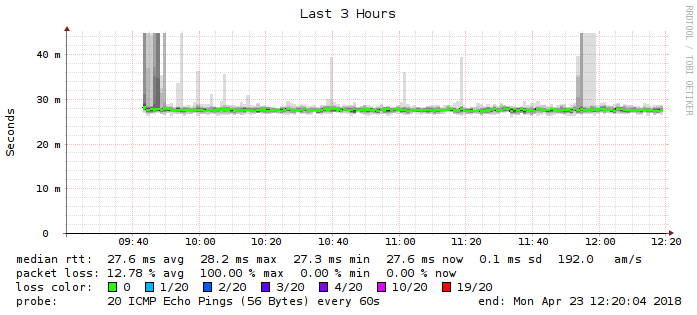 Last 3 Hours
RRDTOOL / TOBI OETIKER
Seconds
40 m
30 m
20 m
10 m
0
09:40 10:00 10:20 10:40 11:00 11:20 11:40 12:00 12:20
median rtt: 27.6 ms avg 28.2 ms max 27.3 ms min 27.6 ms now 0.1 ms sd 192.0 am/s
packet loss: 12.78 % avg 100.00 % max 0.00 % min 0.00 % now
loss color: 0 1/20 2/20 3/20 4/20 10/20 19/20
probe: 20 ICMP Echo Pings (56 Bytes) every 60s end: Mon Apr 23 12:20:04 2018